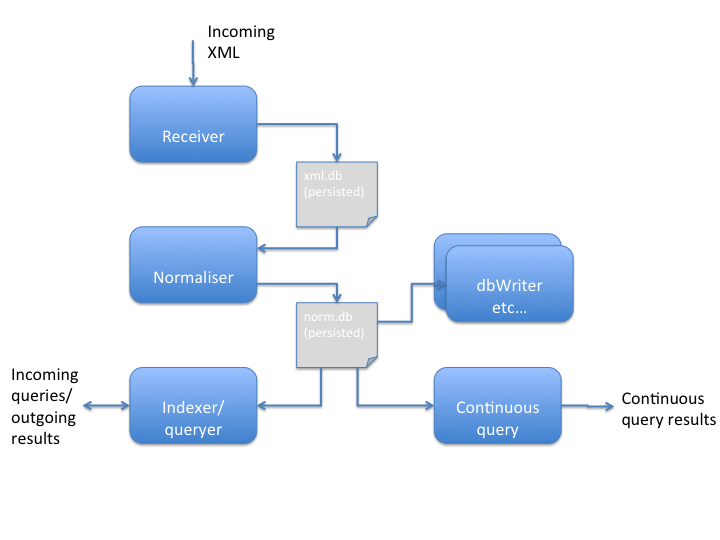 Incoming
XML
Receiver
xml.db
(persisted)
Normaliser
dbWriter
etc...
norm.db
(persisted)
Incoming
queries/
outgoing
results
Indexer/
queryer
Continuous
query
Continuous
query results